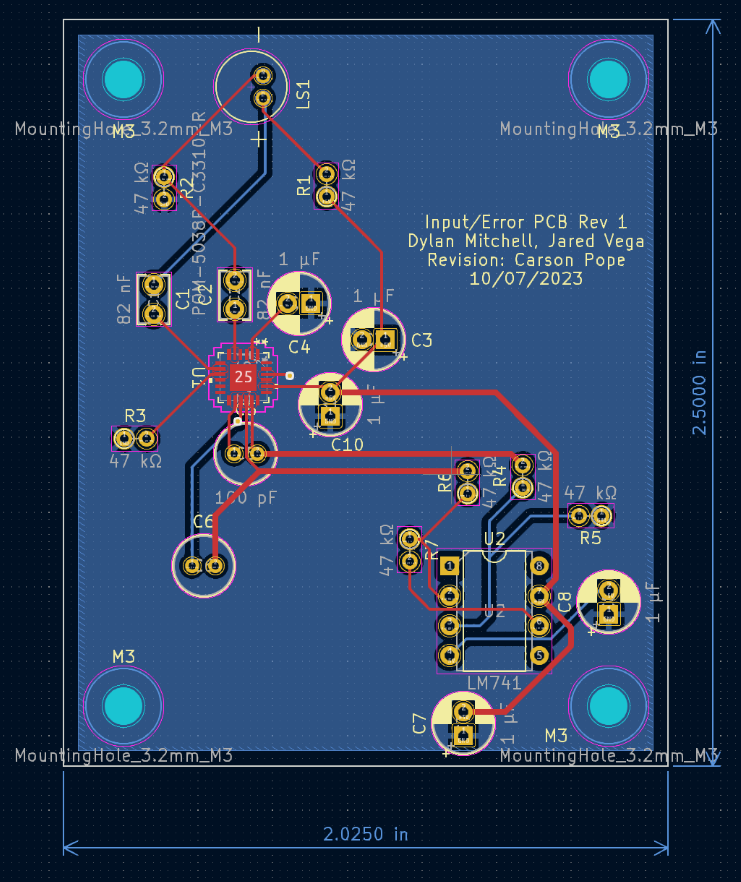 LS1
MountingHole_3.2mm_M3
M3
MountingHole_3.2mm_M3
M3
47 kΩ
R2
R1
47 kΩ
Input/Error PCB Rev 1
Dylan Mitchell, Jared Vega
Revision: Carson Pope
10/07/2023
1 µF
82 nF
C1
C2
82 nF
C4
1 µF
C3
U1
25
1 µF
C10
2.5000 in
R3
47 kΩ
100 pF
C6
R6
47 kΩ
R4
47 kΩ
47 kΩ
R5
47 kΩ
R7
U2
1
8
U2
5
C8
1 µF
LM741
M3
C7
1 µF
M3
MountingHole_3.2mm_M3
MountingHole_3.2mm_M3
2.0250 in